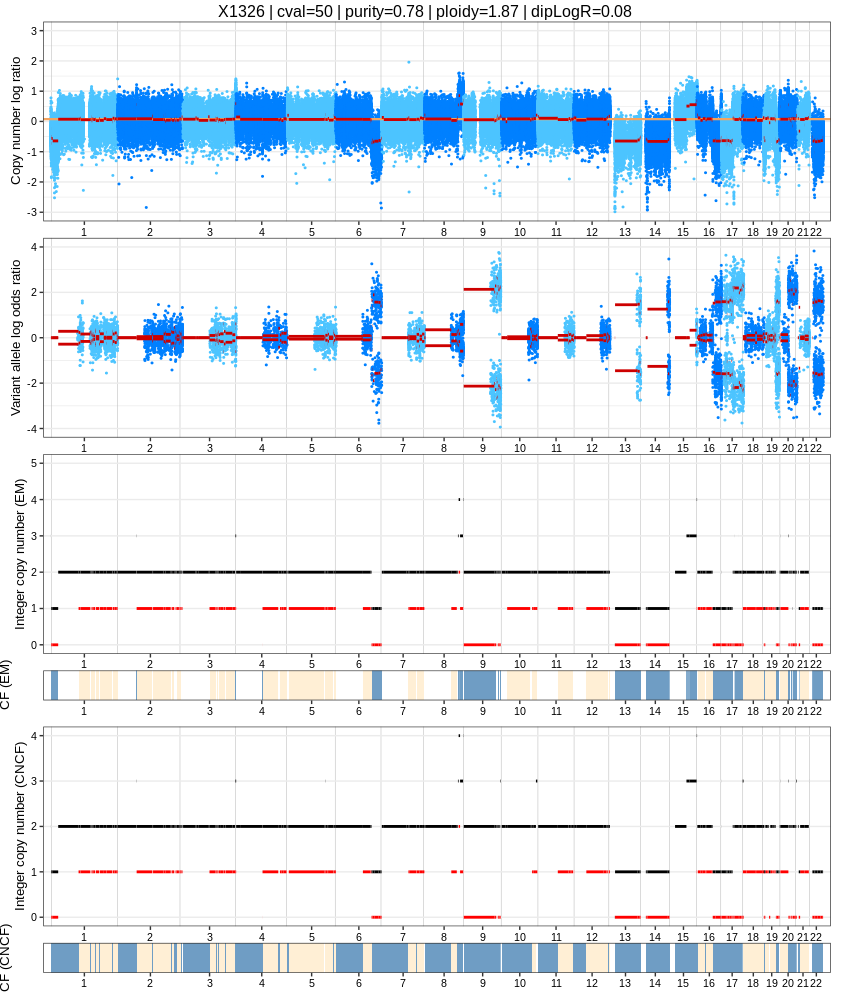 X1326 | cval=50 | purity=0.78 | ploidy=1.87 | dipLogR=0.08
Copy number log ratio
3
2
1
0
-1
-2
-3
1 2 3 4 5 6 7 8 9 10 11 12 13 14 15 16 17 18 19 20 21 22
Variant allele log odds ratio
4
2
0
-2
-4
1 2 3 4 5 6 7 8 9 10 11 12 13 14 15 16 17 18 19 20 21 22
Integer copy number (EM)
5
4
3
2
1
0
1 2 3 4 5 6 7 8 9 10 11 12 13 14 15 16 17 18 19 20 21 22
CF (EM)
1 2 3 4 5 6 7 8 9 10 11 12 13 14 15 16 17 18 19 20 21 22
Integer copy number (CNCF)
4
3
2
1
0
1 2 3 4 5 6 7 8 9 10 11 12 13 14 15 16 17 18 19 20 21 22
CF (CNCF)
1 2 3 4 5 6 7 8 9 10 11 12 13 14 15 16 17 18 19 20 21 22